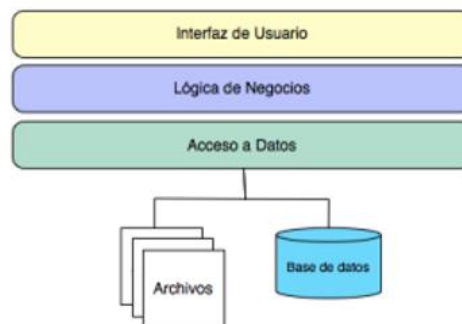 Interfaz de Usuario
Lógica de Negocios
Acceso a Datos
Archivos
Base de datos